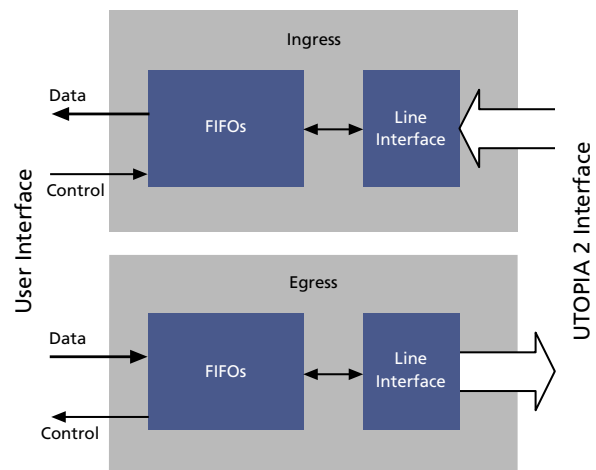 Ingress
Data
FIFOs
Line
Interface
Control
User Interface
UTOPIA 2 Interface
Egress
Data
FIFOs
Line
Interface
Control